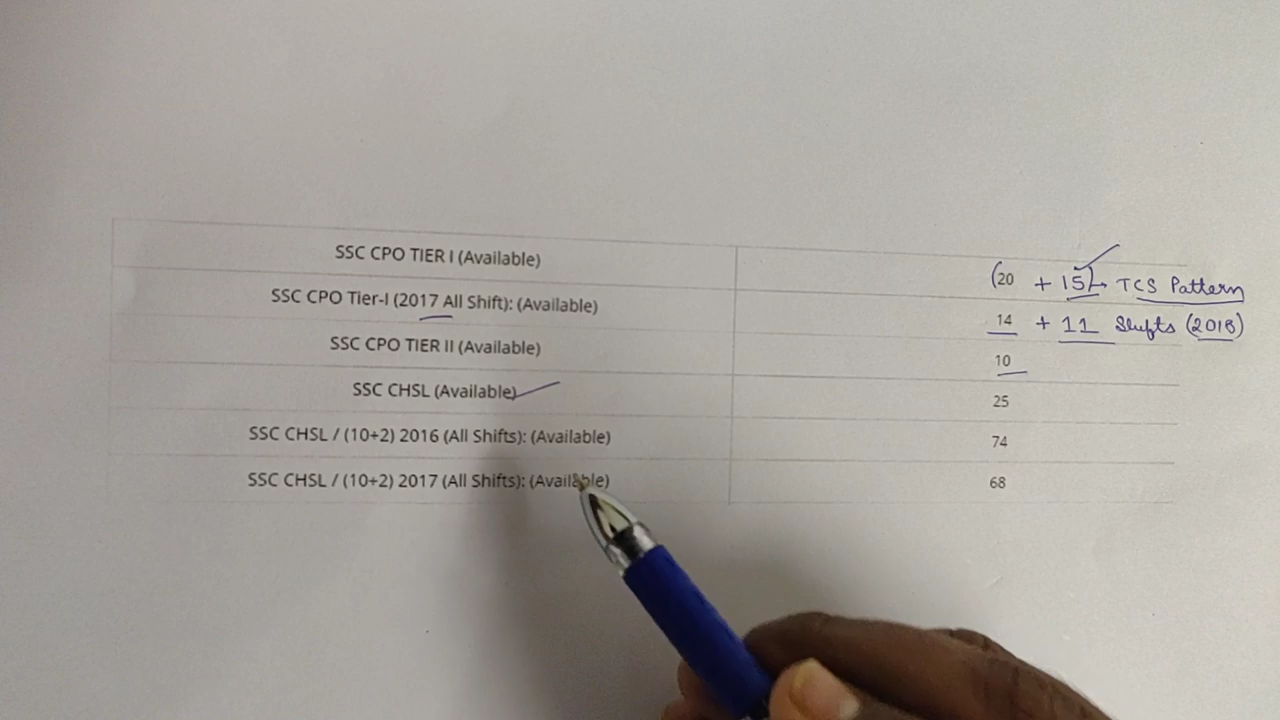 SSC CPO TIER I (Available) (20 + 15) → TCS Pattern
SSC CPO Tier-I (2017 All Shift): (Available) 14 + 11 Shifts (2018)
SSC CPO TIER II (Available) 10
SSC CHSL (Available) 25
SSC CHSL / (10+2) 2016 (All Shifts): (Available) 74
SSC CHSL / (10+2) 2017 (All Shifts): (Available) 68